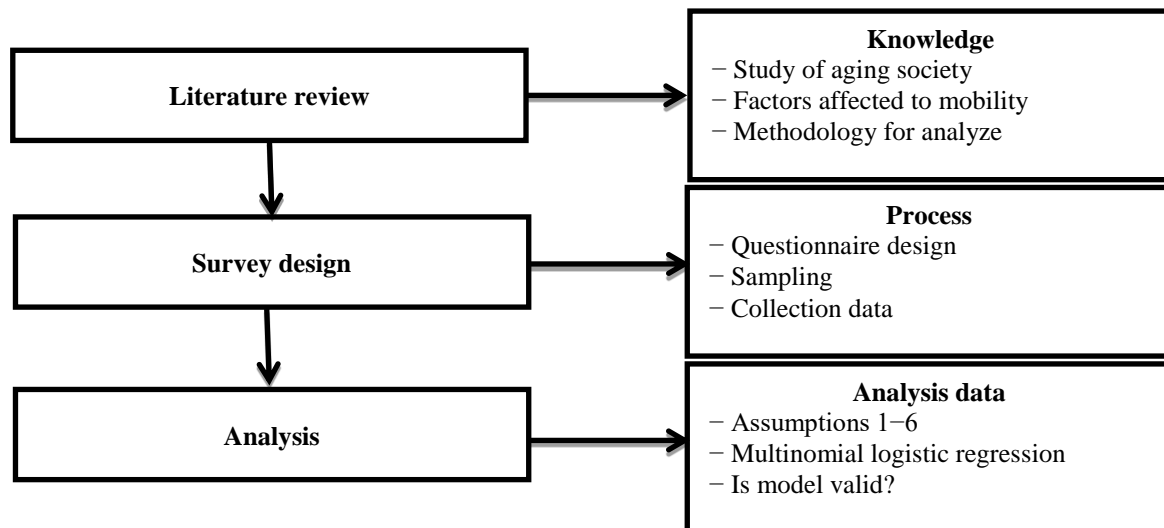 Literature review
Knowledge
− Study of aging society
− Factors affected to mobility
− Methodology for analyze
Survey design
Process
− Questionnaire design
− Sampling
− Collection data
Analysis
Analysis data
− Assumptions 1−6
− Multinomial logistic regression
− Is model valid?